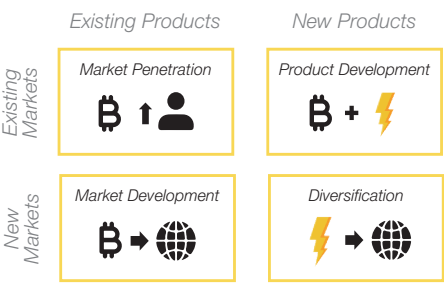 Existing Products
New Products
Existing
Markets
Market Penetration
Product Development
New
Markets
Market Development
Diversification